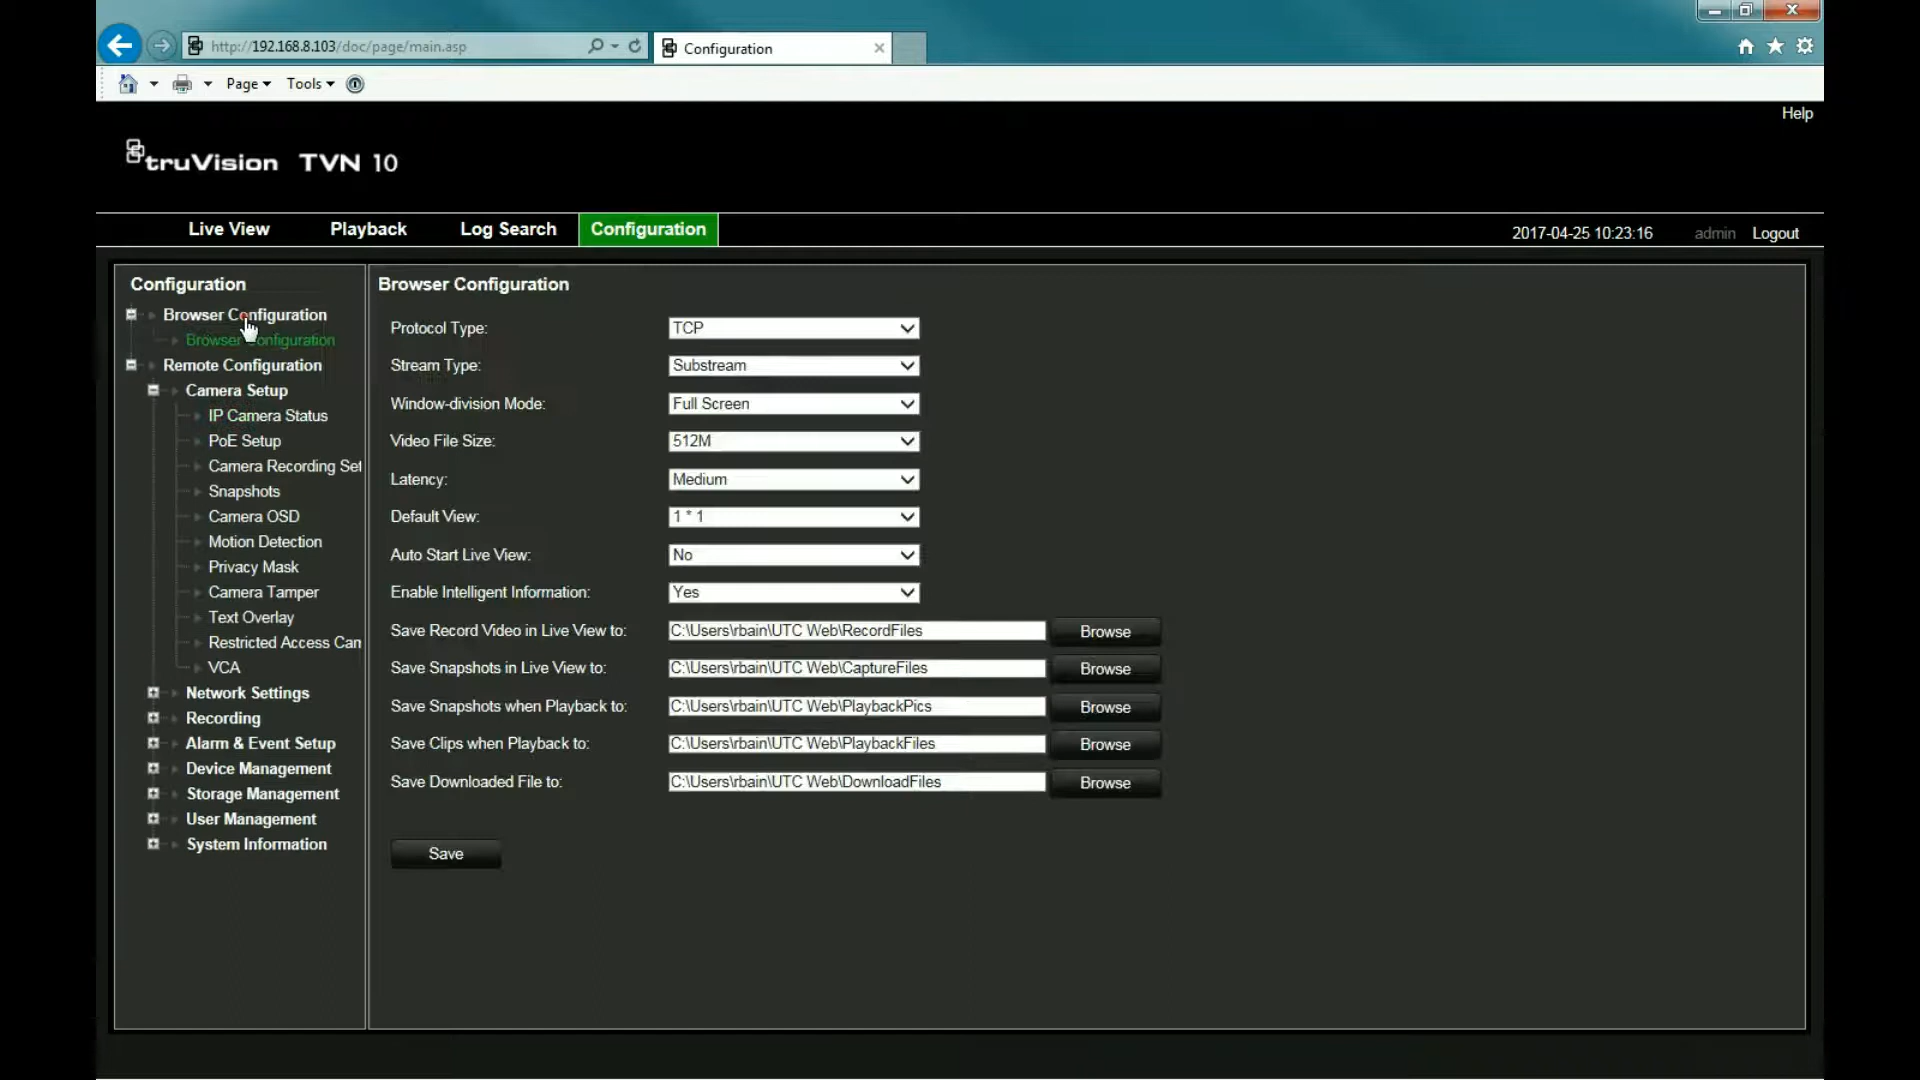 http://192.168.8.103/doc/page/main.asp
Configuration
Page
Tools
Help
truVision TVN 10
Live View
Playback
Log Search
Configuration
2017-04-25 10:23:16
admin
Logout
Configuration
Browser Configuration
Browser Configuration
Remote Configuration
Camera Setup
IP Camera Status
PoE Setup
Camera Recording Set
Snapshots
Camera OSD
Motion Detection
Privacy Mask
Camera Tamper
Text Overlay
Restricted Access Cam
VCA
Network Settings
Recording
Alarm & Event Setup
Device Management
Storage Management
User Management
System Information
Browser Configuration
Protocol Type: TCP
Stream Type: Substream
Window-division Mode: Full Screen
Video File Size: 512M
Latency: Medium
Default View: 1 * 1
Auto Start Live View: No
Enable Intelligent Information: Yes
Save Record Video in Live View to: C:\Users\rbain\UTC Web\RecordFiles Browse
Save Snapshots in Live View to: C:\Users\rbain\UTC Web\CaptureFiles Browse
Save Snapshots when Playback to: C:\Users\rbain\UTC Web\PlaybackPics Browse
Save Clips when Playback to: C:\Users\rbain\UTC Web\PlaybackFiles Browse
Save Downloaded File to: C:\Users\rbain\UTC Web\DownloadFiles Browse
Save